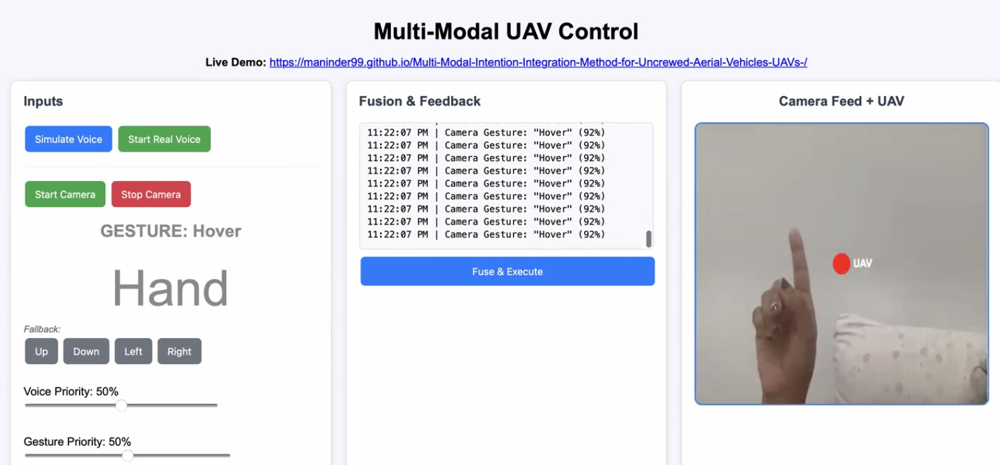 Multi-Modal UAV Control
Live Demo: https://maninder99.github.io/Multi-Modal-Intention-Integration-Method-for-Uncrewed-Aerial-Vehicles-UAVs-/
Inputs
Simulate Voice
Start Real Voice
Start Camera
Stop Camera
GESTURE: Hover
Hand
Fallback:
Up
Down
Left
Right
Voice Priority: 50%
Gesture Priority: 50%
Fusion & Feedback
11:22:07 PM | Camera Gesture: "Hover" (92%)
11:22:07 PM | Camera Gesture: "Hover" (92%)
11:22:07 PM | Camera Gesture: "Hover" (92%)
11:22:07 PM | Camera Gesture: "Hover" (92%)
11:22:07 PM | Camera Gesture: "Hover" (92%)
11:22:07 PM | Camera Gesture: "Hover" (92%)
11:22:07 PM | Camera Gesture: "Hover" (92%)
11:22:07 PM | Camera Gesture: "Hover" (92%)
11:22:07 PM | Camera Gesture: "Hover" (92%)
Fuse & Execute
Camera Feed + UAV
UAV